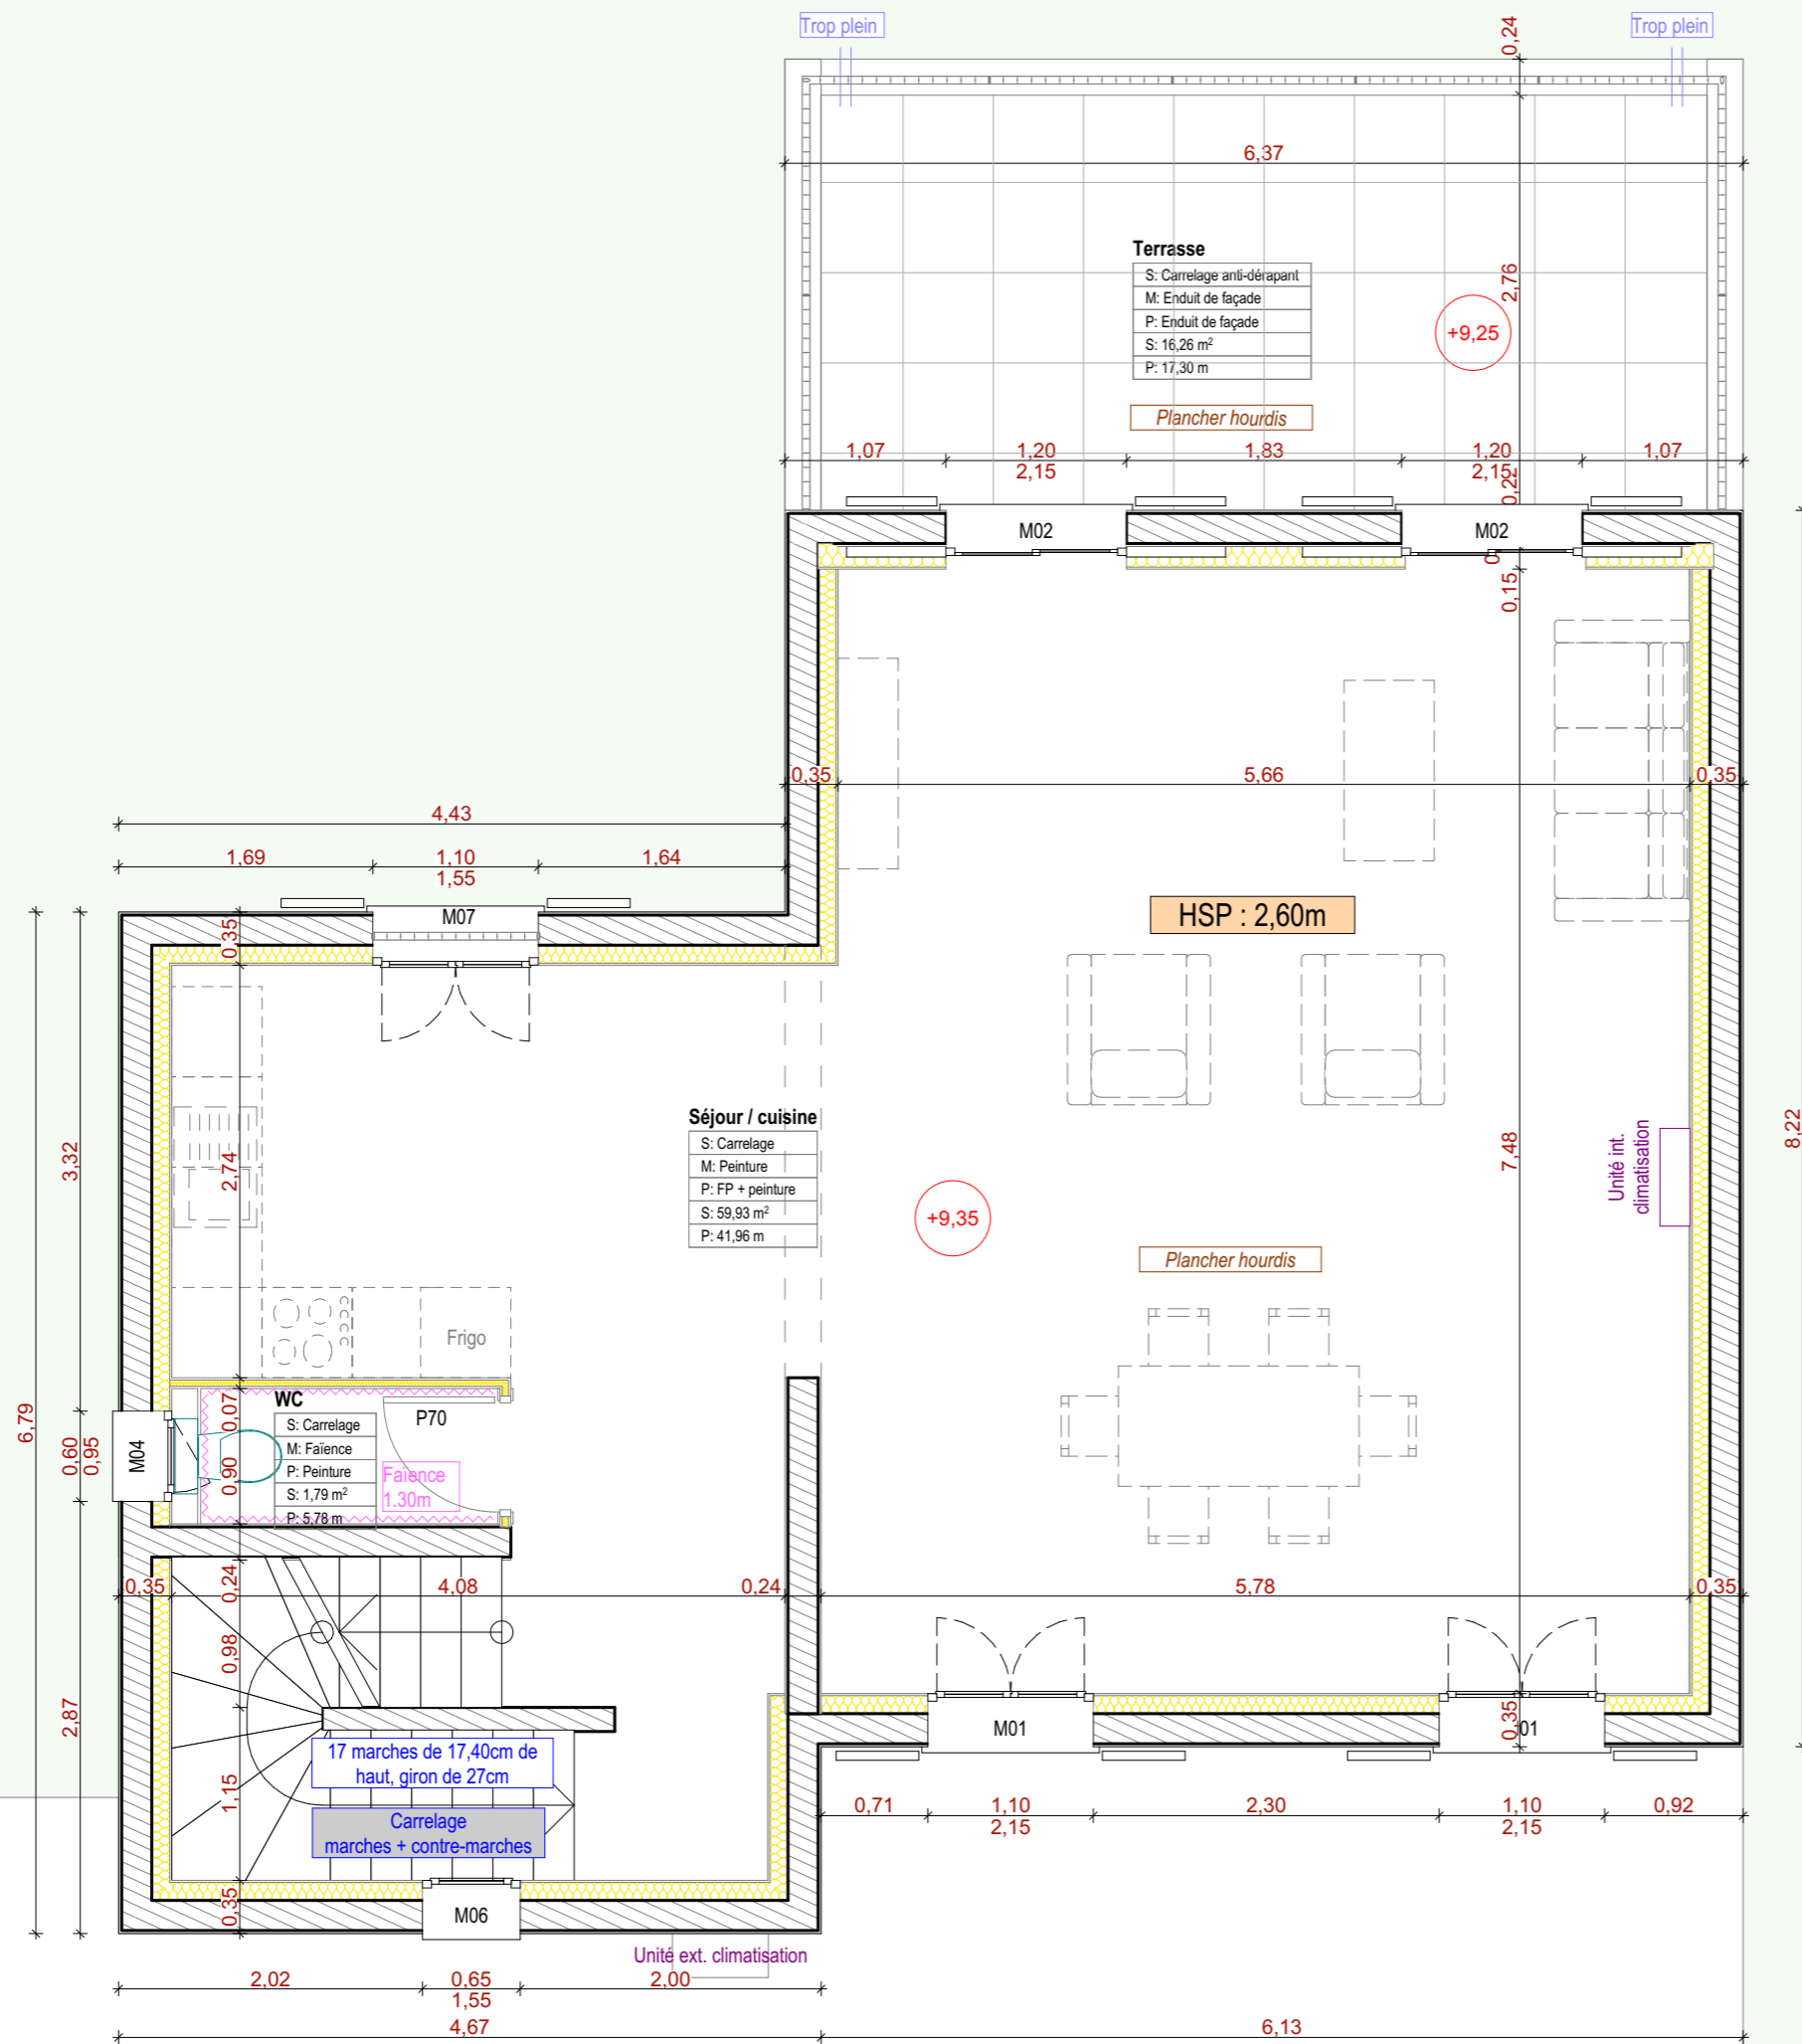 Trop plein
Trop plein
0,24
6,37
Terrasse
S: Carrelage anti-dérapant
M: Enduit de façade
P: Enduit de façade
S: 16,26 m²
P: 17,30 m
2,76
+9,25
Plancher hourdis
1,07
1,20
1,83
1,20
1,07
2,15
2,15
0,22
M02
M02
0,15
0,35
5,66
0,35
4,43
1,69
1,10
1,64
1,55
M07
HSP : 2,60m
0,35
Séjour / cuisine
S: Carrelage
M: Peinture
P: FP + peinture
S: 59,93 m²
P: 41,96 m
3,32
2,74
7,48
8,22
Unité int.
climatisation
+9,35
Plancher hourdis
Frigo
6,79
0,60
0,95
M04
0,07
0,90
WC
S: Carrelage
M: Faïence
P: Peinture
S: 1,79 m²
P: 5,78 m
P70
Faïence
1.30m
0,35
0,24
4,08
0,24
5,78
0,35
0,98
2,87
17 marches de 17,40cm de
haut, giron de 27cm
1,15
Carrelage
marches + contre-marches
M01
0,35
01
0,71
1,10
2,30
1,10
0,92
2,15
2,15
0,35
M06
Unité ext. climatisation
2,02
0,65
2,00
1,55
4,67
6,13